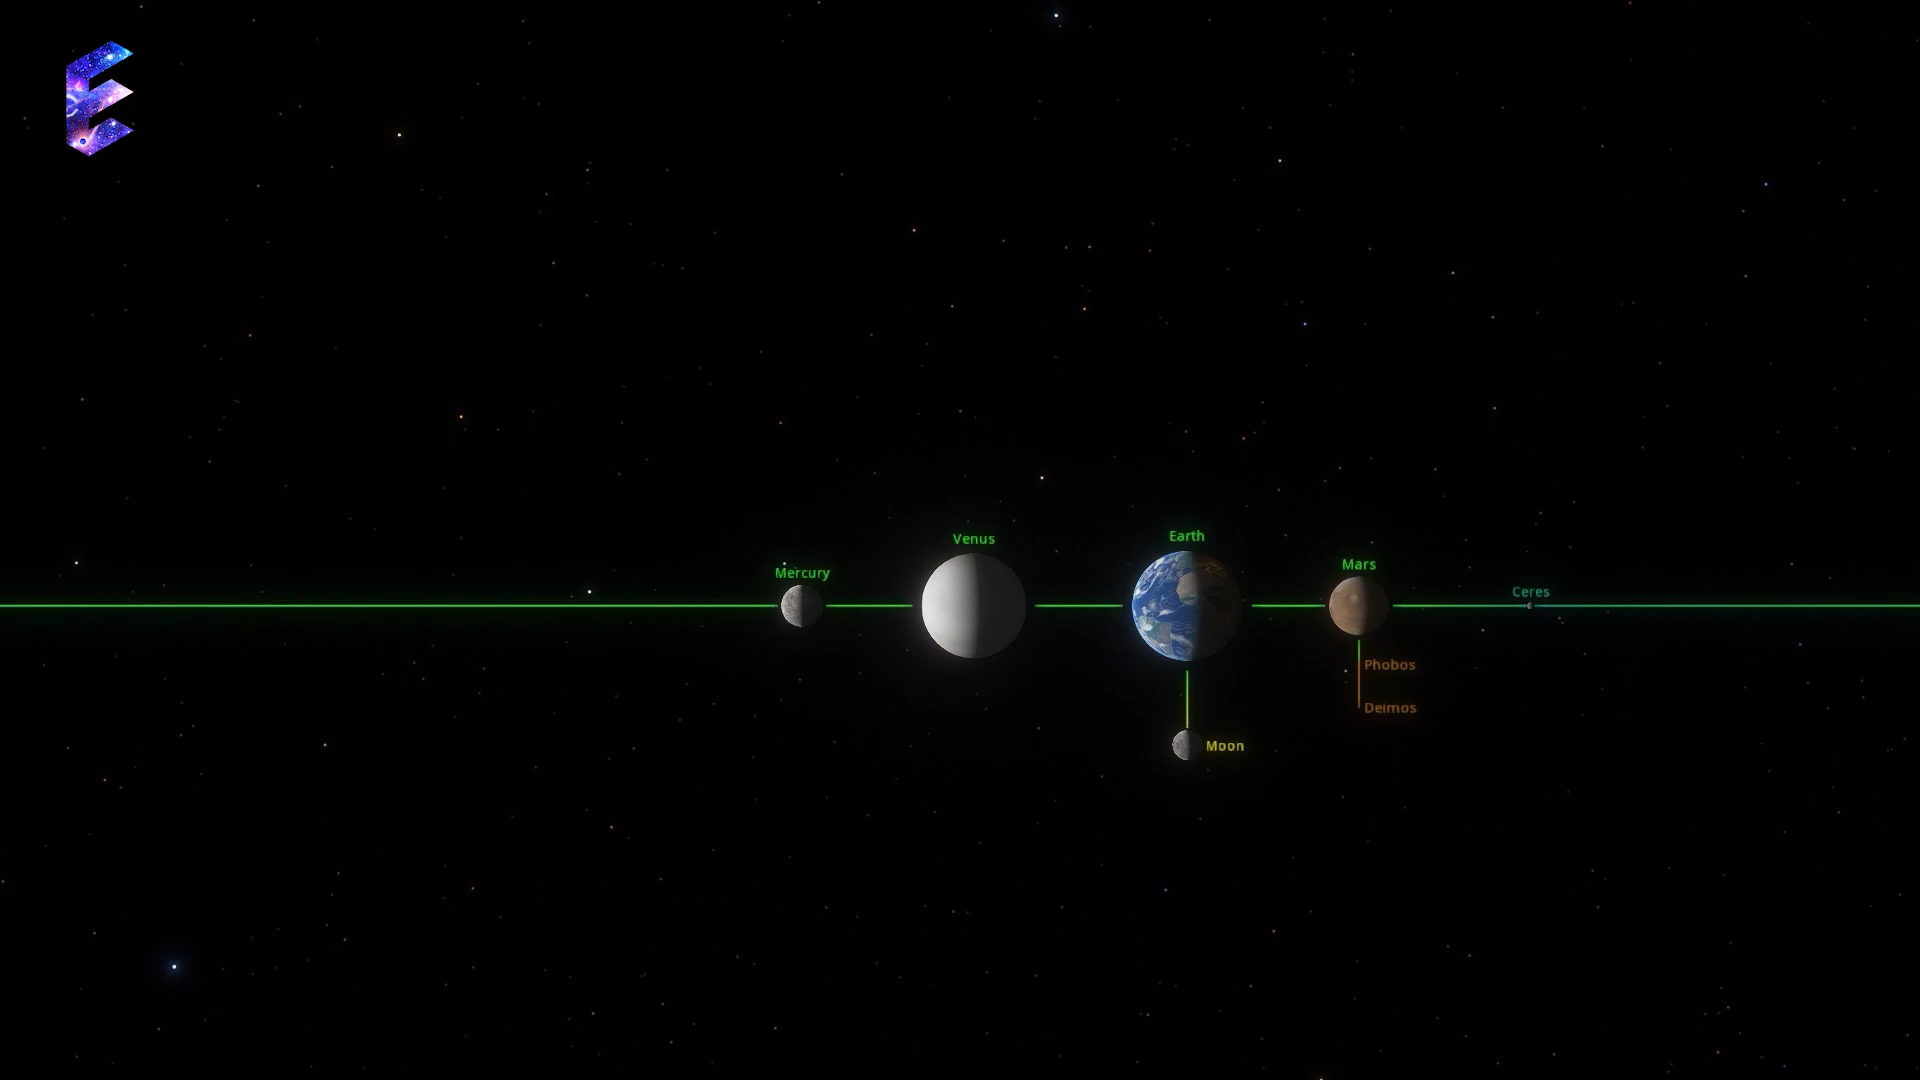 E
Earth
Venus
Mars
Mercury
Ceres
Phobos
Deimos
Moon